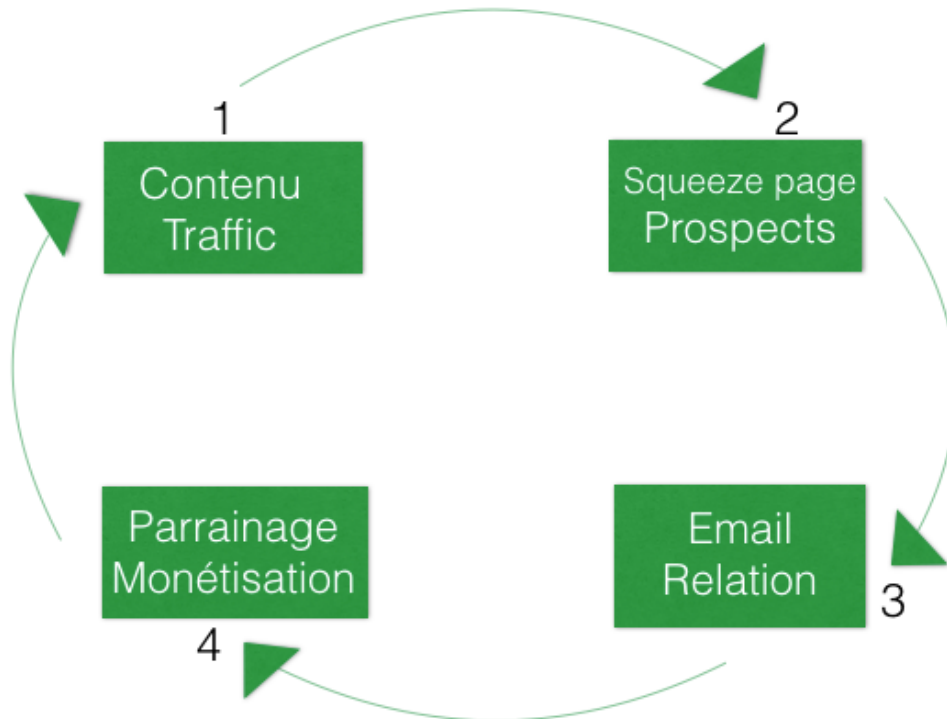 1
Contenu
Traffic
2
Squeeze page
Prospects
3
Email
Relation
4
Parrainage
Monétisation